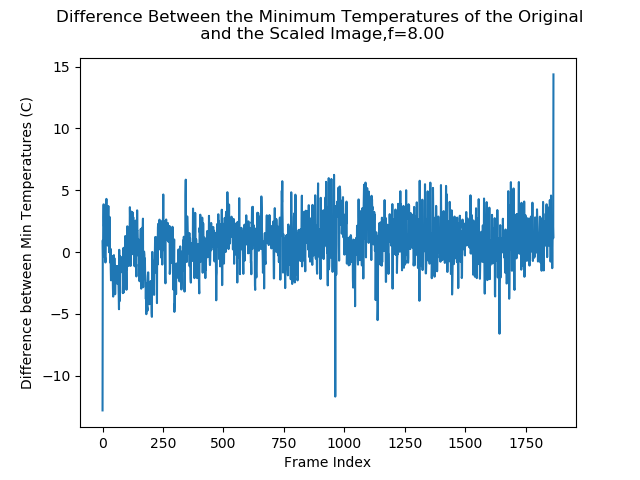 Difference Between the Minimum Temperatures of the Original
and the Scaled Image,f=8.00
15
10
5
0
−5
−10
Difference between Min Temperatures (C)
0 250 500 750 1000 1250 1500 1750
Frame Index